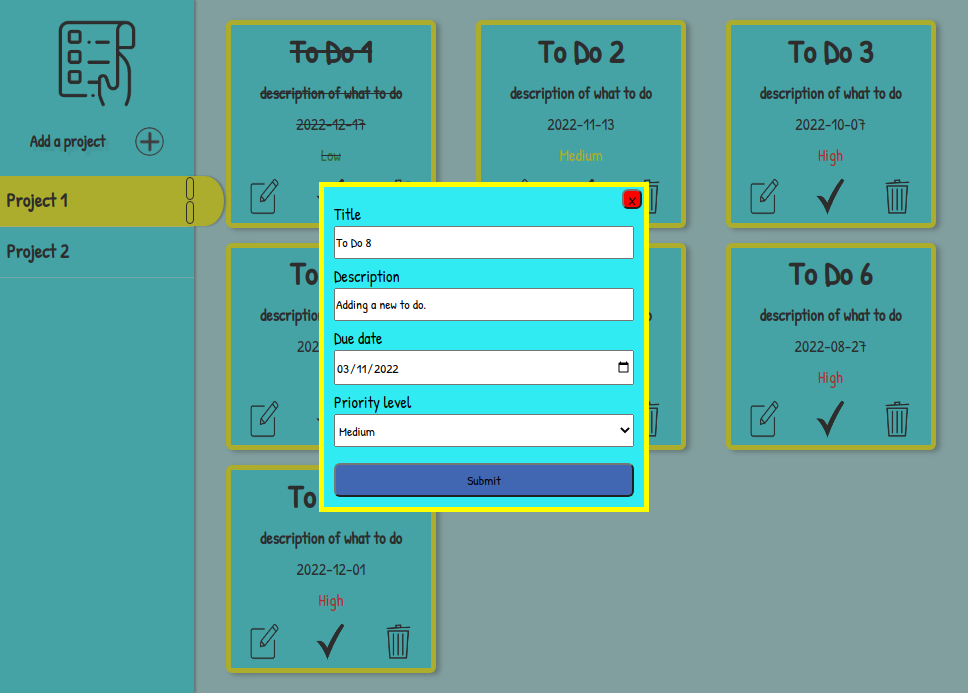 Add a project
Project 1
Project 2
To Do 1
description of what to do
2022-12-17
Low
To Do 2
description of what to do
2022-11-13
Medium
To Do 3
description of what to do
2022-10-07
High
To
To Do 6
description of what to do
2022-08-27
High
To
description of what to do
2022-12-01
High
x
Title
To Do 8
Description
Adding a new to do.
Due date
03/11/2022
Priority level
Medium
Submit